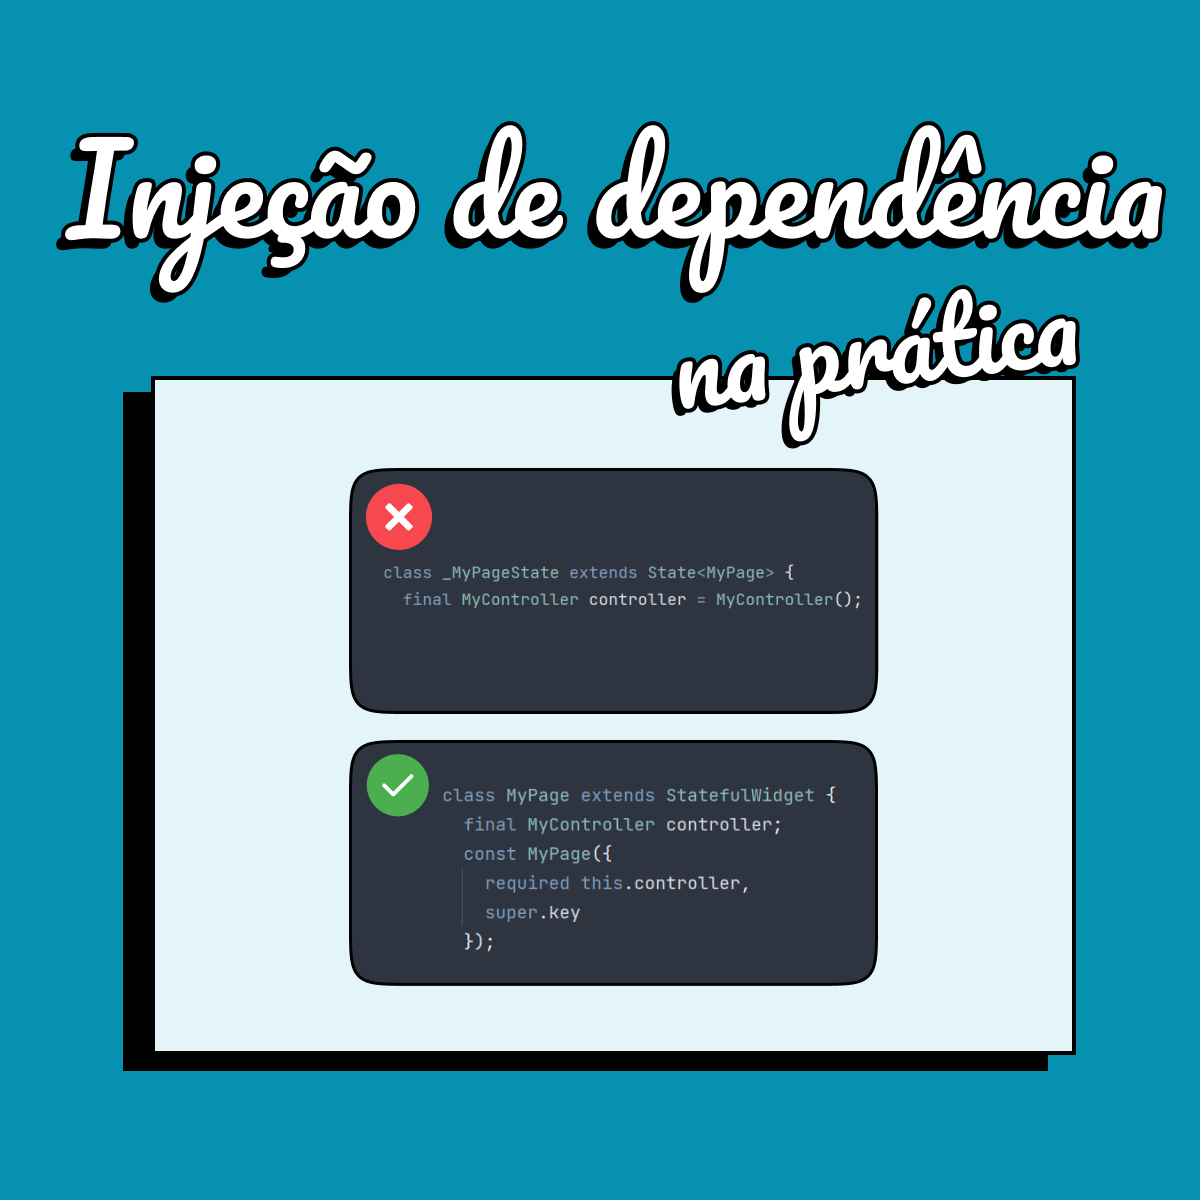 Injeção de dependência
na prática
class _MyPageState extends State<MyPage> {
  final MyController controller = MyController();
class MyPage extends StatefulWidget {
  final MyController controller;
  const MyPage({
    required this.controller,
    super.key
  });